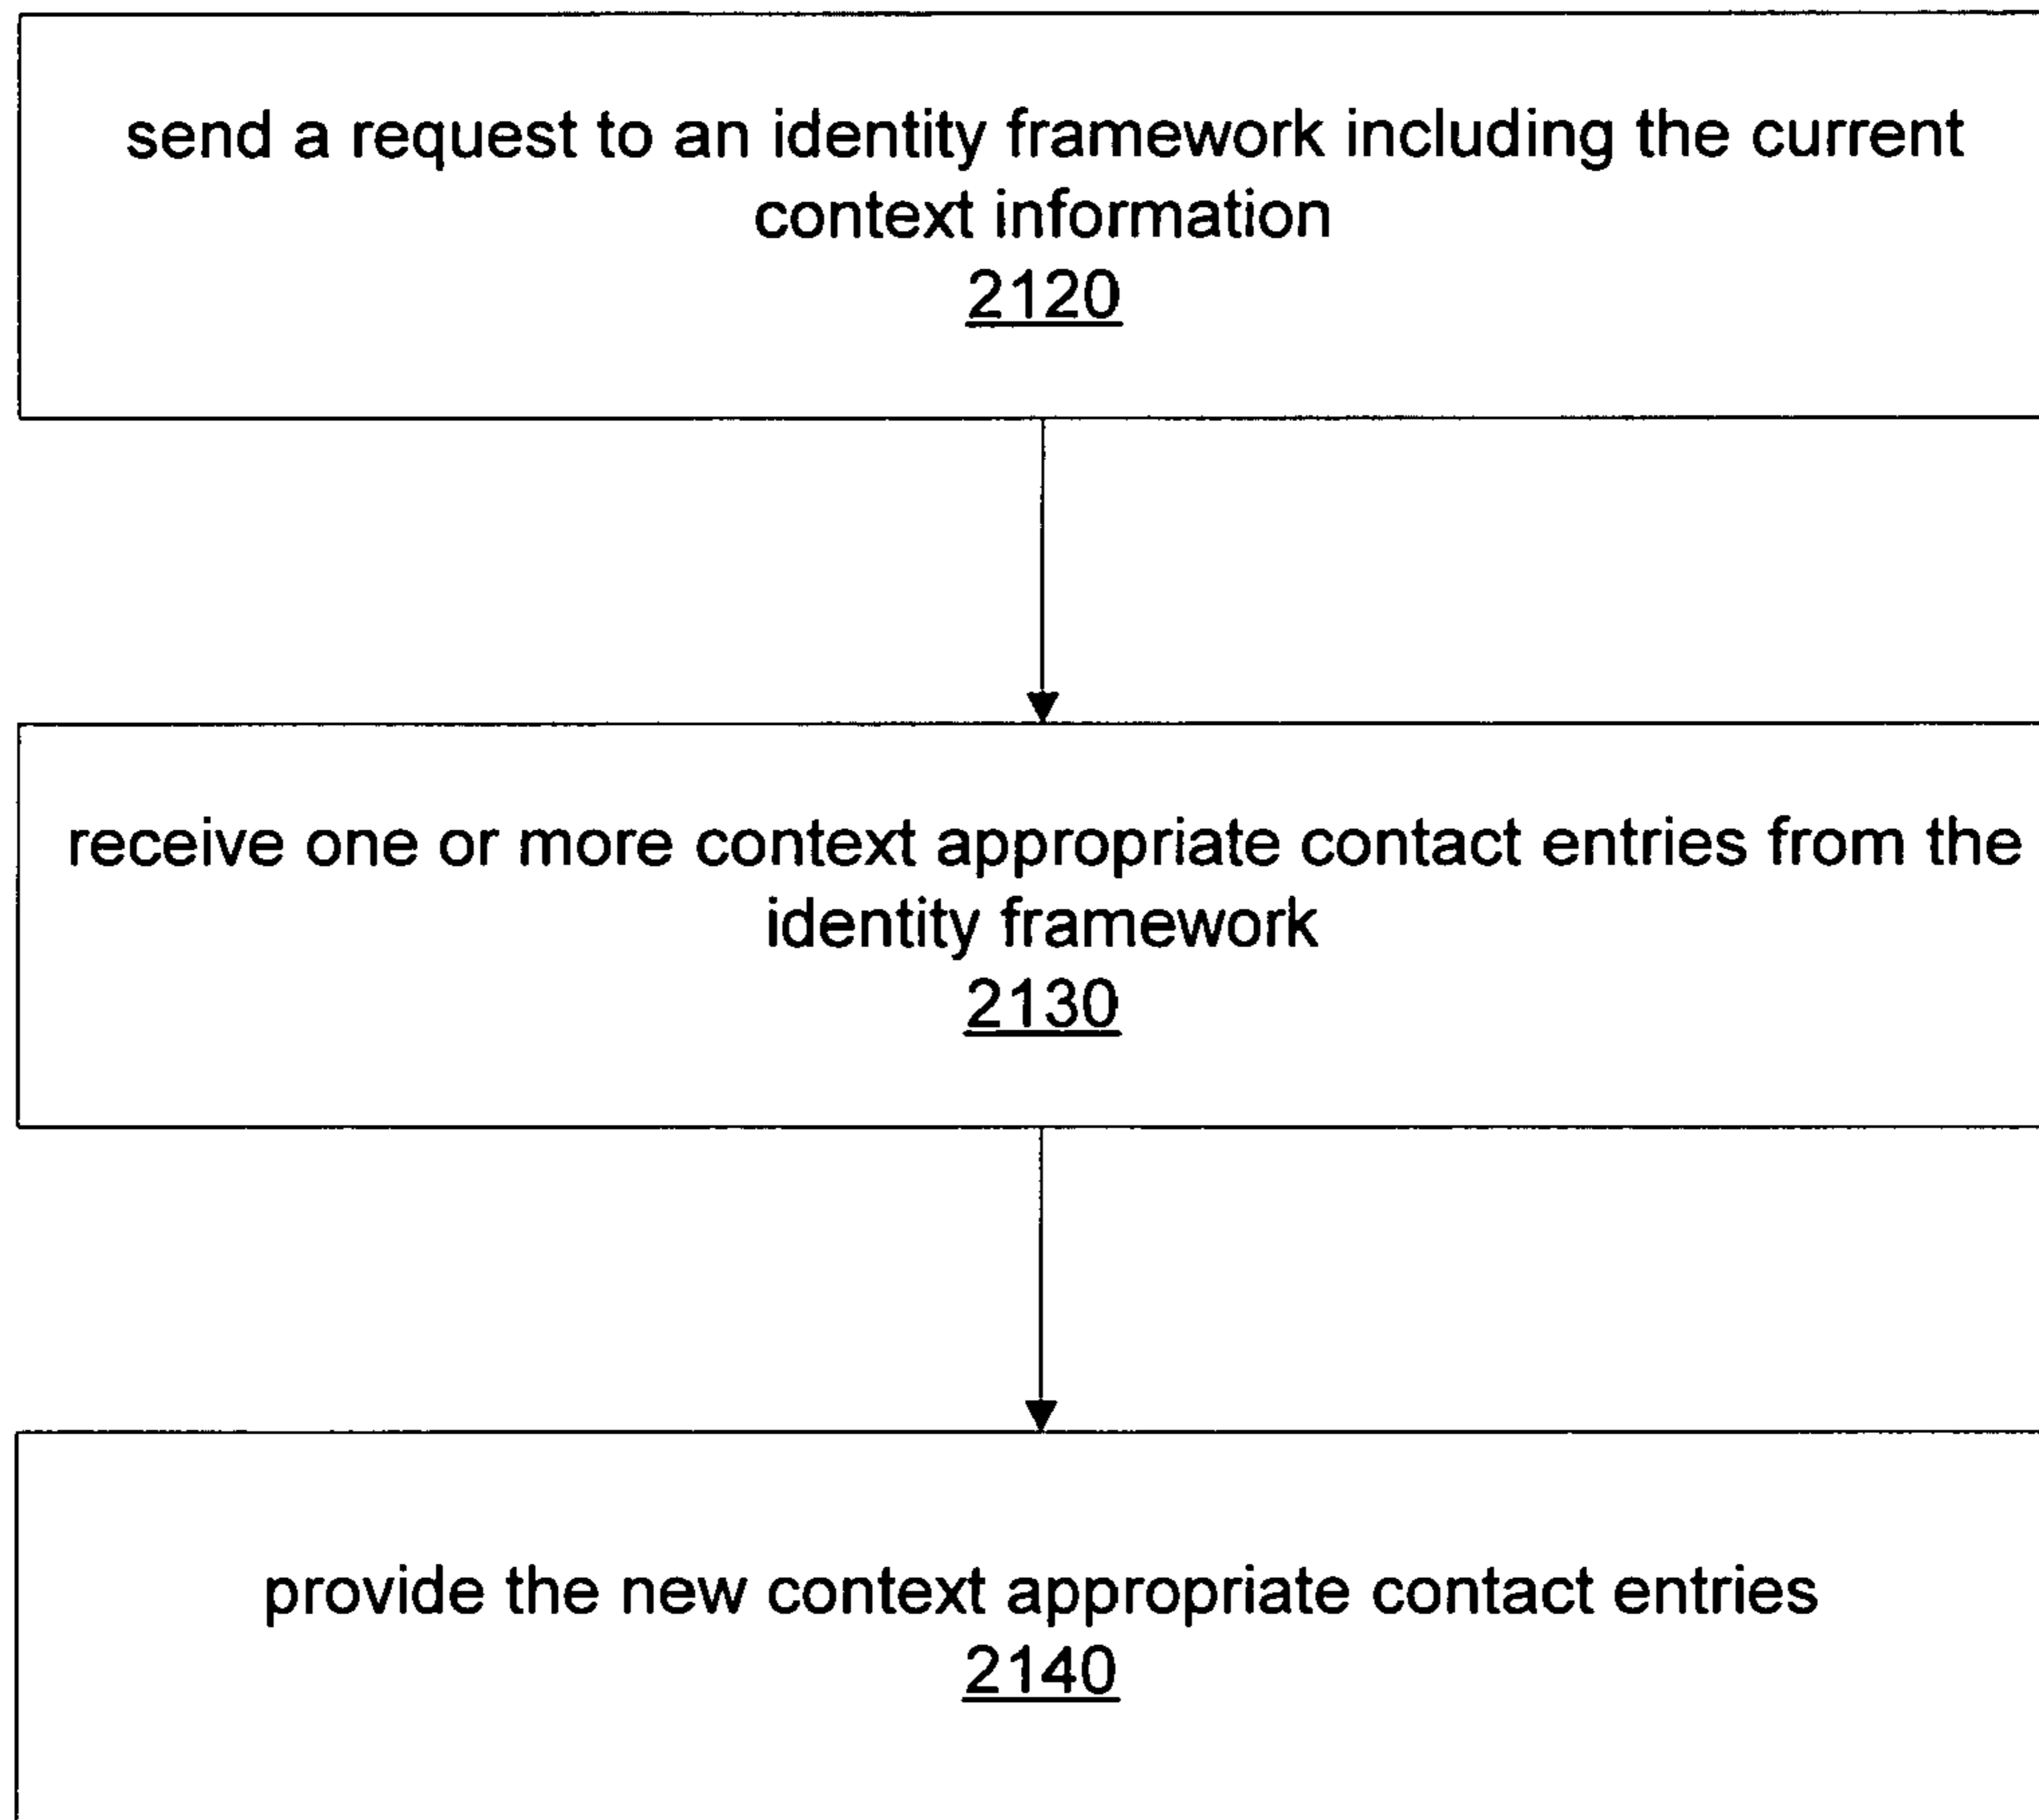 send a request to an identity framework including the current
context information
2120
receive one or more context appropriate contact entries from the
identity framework
2130
provide the new context appropriate contact entries
2140